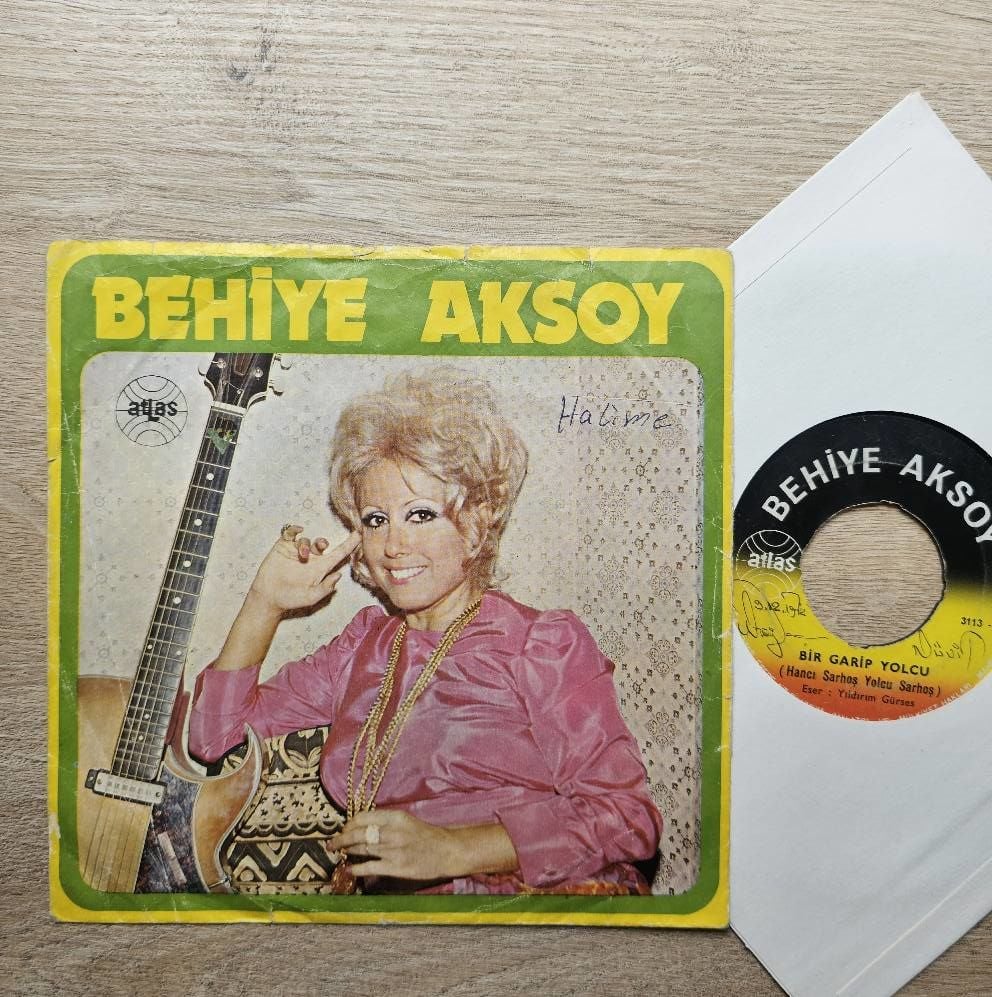 BEHİYE AKSOY
atlas
Halime
BEHİYE AKSOY
atlas
3113 -
BİR GARİP YOLCU
(Hancı Sarhoş Yolcu Sarhoş)
Eser : Yıldırım Gürses